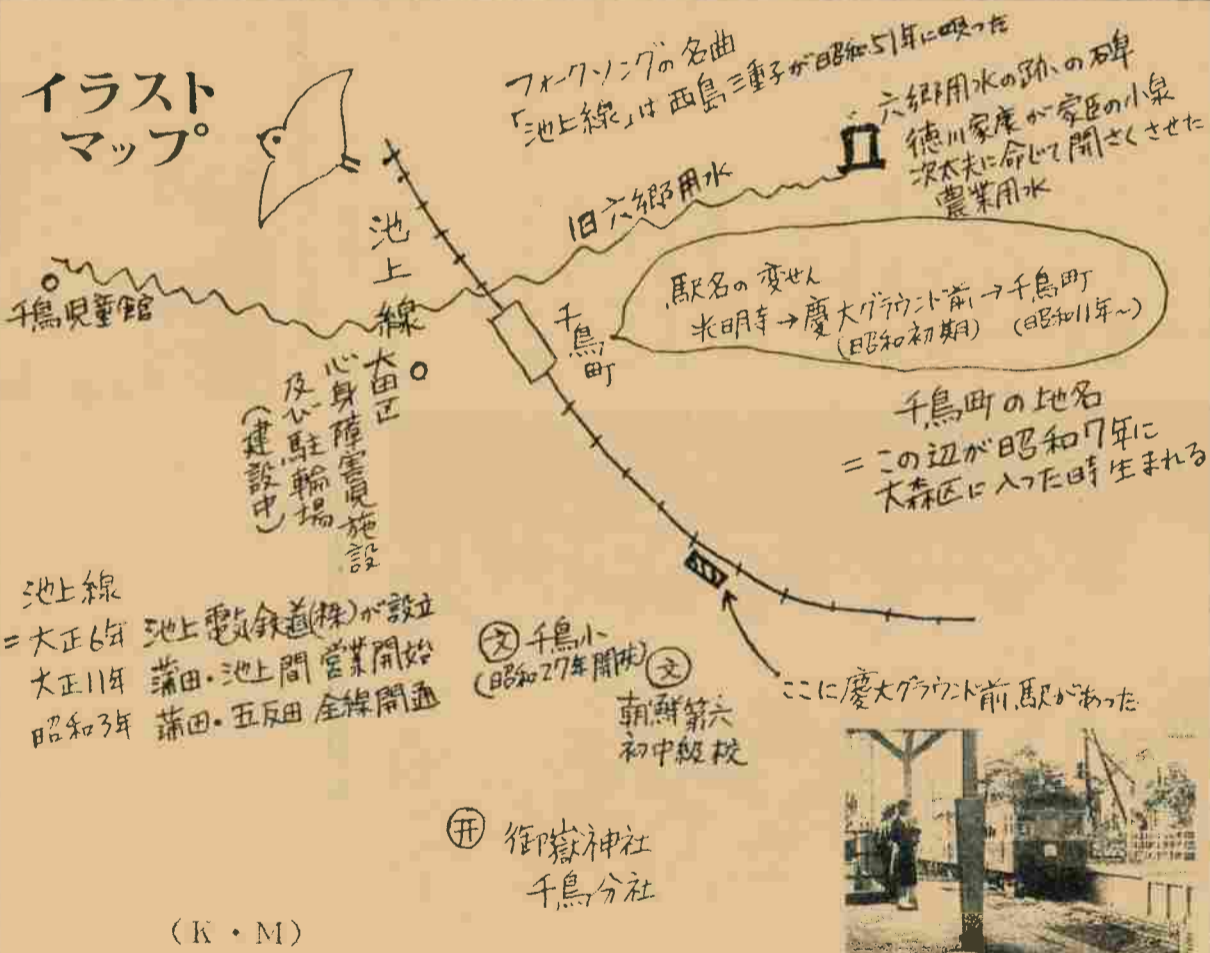 イラスト
マップ
フォークソングの名曲
「池上線」は西島三重子が昭和51年に唄った
六郷用水の跡の碑
徳川家康が家臣の小泉
次太夫に命じて開さくさせた
農業用水
旧六郷用水
池上線
千鳥児童館
千鳥町
駅名の変せん
光明寺→慶大グラウンド前→千鳥町
(昭和初期) (昭和11年〜)
大田区
心身障害児施設
及び駐輪場
(建設中)
千鳥町の地名
=この辺が昭和7年に
大森区に入った時生まれる
池上線
=大正6年 池上電気鉄道(株)が設立
大正11年 蒲田・池上間 営業開始
昭和3年 蒲田・五反田 全線開通
文 千鳥小
(昭和27年開校)
文
朝鮮第六
初中級校
ここに慶大グラウンド前駅があった
开 御嶽神社
千鳥分社
(K・M)